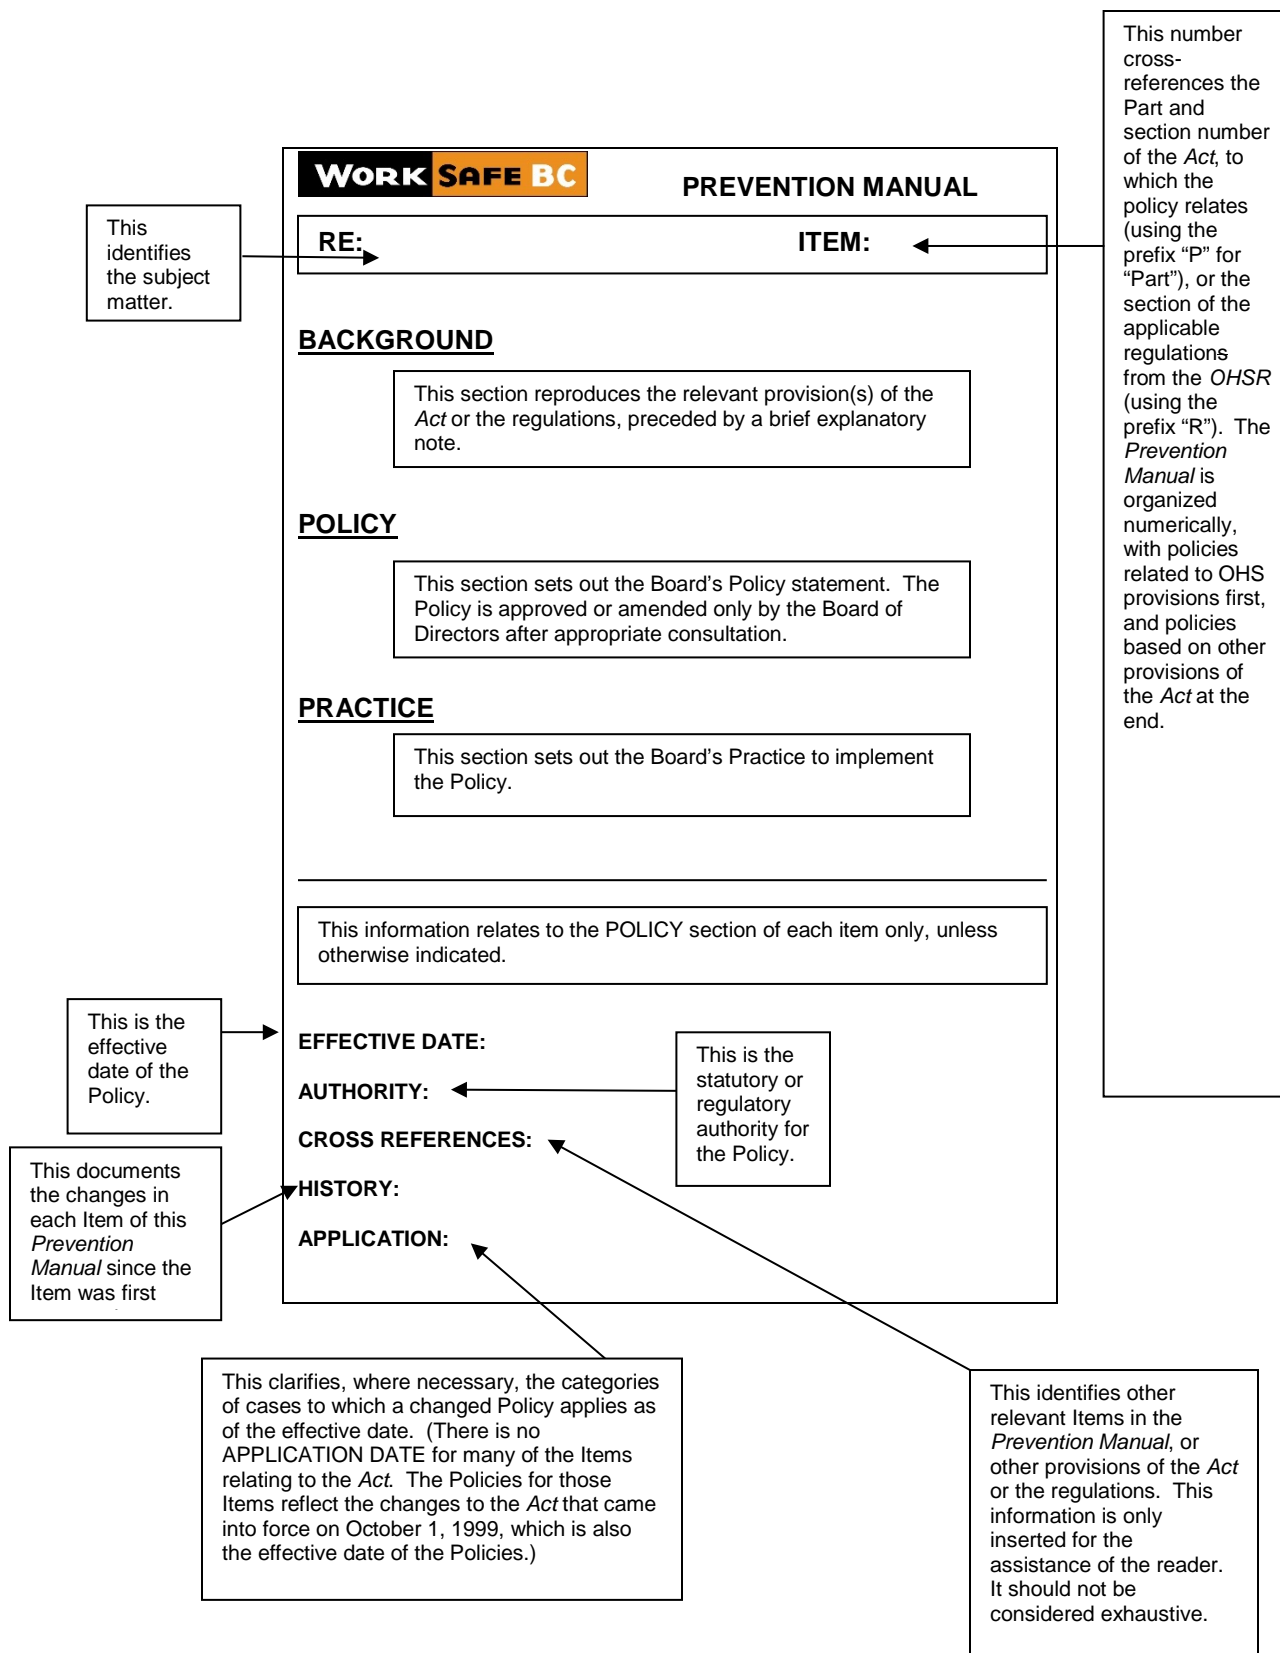 This number
cross-
references the
Part and
section number
of the Act, to
which the
policy relates
(using the
prefix “P” for
“Part”), or the
section of the
applicable
regulations
from the OHSR
(using the
prefix “R”).  The
Prevention
Manual is
organized
numerically,
with policies
related to OHS
provisions first,
and policies
based on other
provisions of
the Act at the
end.
WORK SAFE BC
PREVENTION MANUAL
This
identifies
the subject
matter.
RE: ITEM:
BACKGROUND
This section reproduces the relevant provision(s) of the
Act or the regulations, preceded by a brief explanatory
note.
POLICY
This section sets out the Board’s Policy statement.  The
Policy is approved or amended only by the Board of
Directors after appropriate consultation.
PRACTICE
This section sets out the Board’s Practice to implement
the Policy.
This information relates to the POLICY section of each item only, unless
otherwise indicated.
This is the
effective
date of the
Policy.
EFFECTIVE DATE:
AUTHORITY:
CROSS REFERENCES:
HISTORY:
APPLICATION:
This is the
statutory or
regulatory
authority for
the Policy.
This documents
the changes in
each Item of this
Prevention
Manual since the
Item was first
This clarifies, where necessary, the categories
of cases to which a changed Policy applies as
of the effective date.  (There is no
APPLICATION DATE for many of the Items
relating to the Act.  The Policies for those
Items reflect the changes to the Act that came
into force on October 1, 1999, which is also
the effective date of the Policies.)
This identifies other
relevant Items in the
Prevention Manual, or
other provisions of the Act
or the regulations.  This
information is only
inserted for the
assistance of the reader.
It should not be
considered exhaustive.